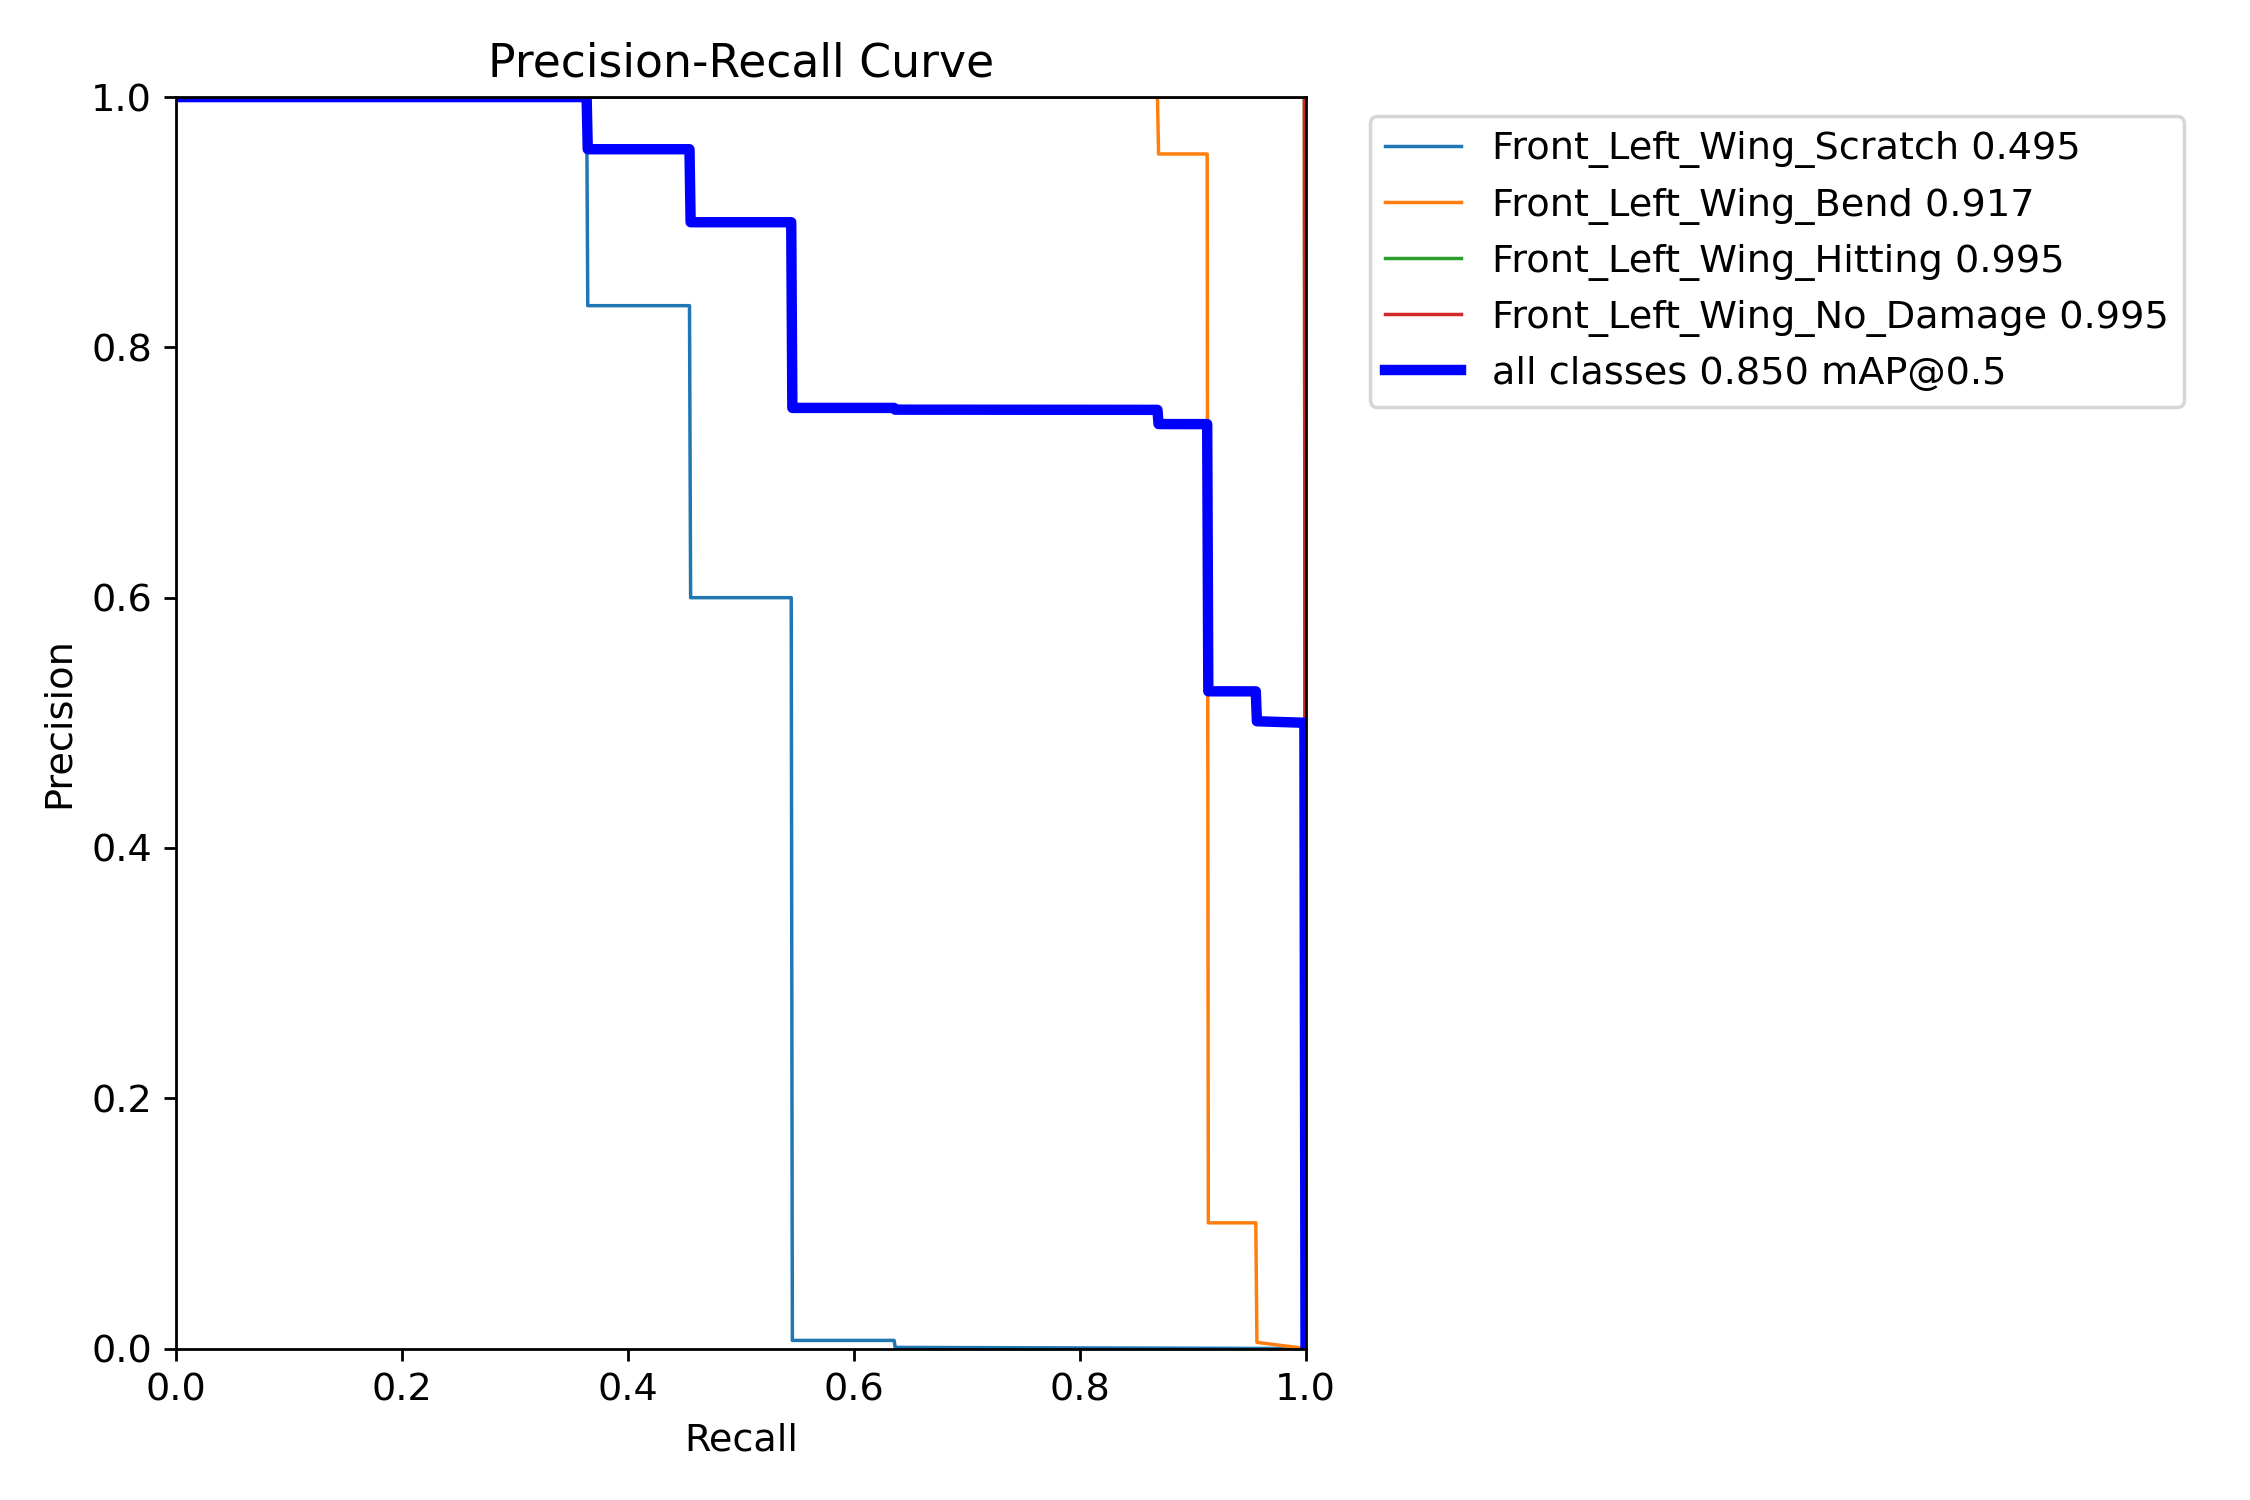 Precision-Recall Curve
1.0
0.8
0.6
0.4
0.2
0.0
Precision
0.0 0.2 0.4 0.6 0.8 1.0
Recall
Front_Left_Wing_Scratch 0.495
Front_Left_Wing_Bend 0.917
Front_Left_Wing_Hitting 0.995
Front_Left_Wing_No_Damage 0.995
all classes 0.850 mAP@0.5